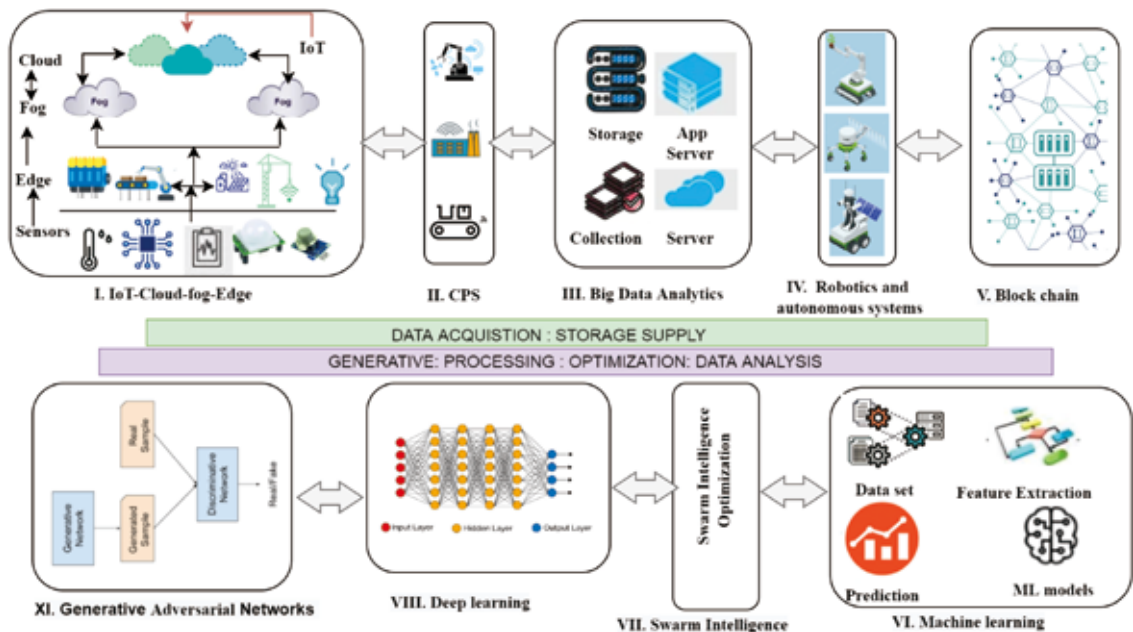 IoT
Cloud
Fog
Fog
Fog
Edge
Sensors
I. IoT-Cloud-fog-Edge
II. CPS
Storage
App
Server
Collection
Server
III. Big Data Analytics
IV. Robotics and
autonomous systems
V. Block chain
DATA ACQUISTION : STORAGE SUPPLY
GENERATIVE: PROCESSING : OPTIMIZATION: DATA ANALYSIS
Generative
Network
Real
Sample
Generated
Sample
Discriminative
Network
Real/Fake
XI. Generative Adversarial Networks
Input Layer
Hidden Layer
Output Layer
VIII. Deep learning
Swarm Intelligence
Optimization
VII. Swarm Intelligence
Data set
Feature Extraction
Prediction
ML models
VI. Machine learning